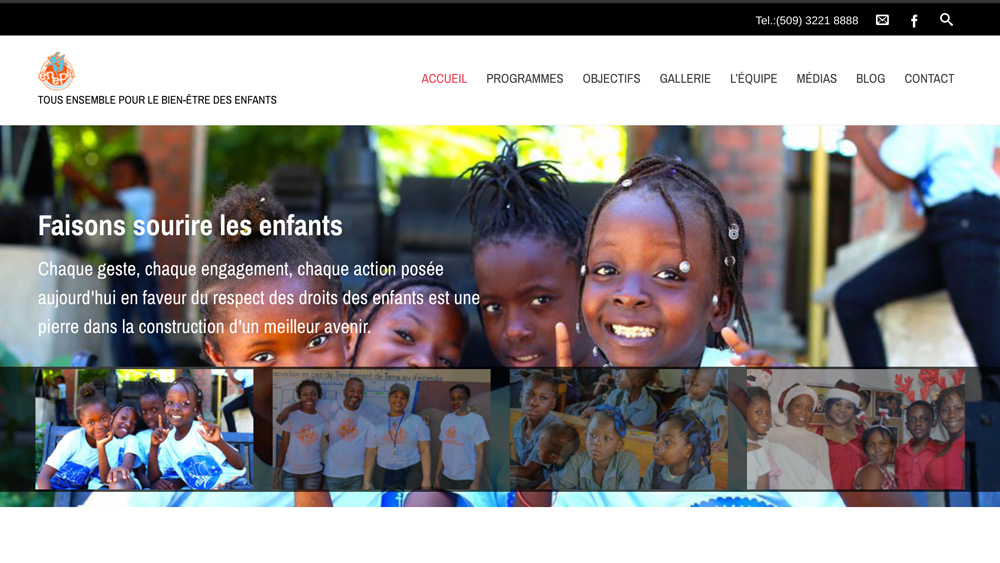 Tel.:(509) 3221 8888
TOUS ENSEMBLE POUR LE BIEN-ÊTRE DES ENFANTS
ACCUEIL PROGRAMMES OBJECTIFS GALLERIE L'ÉQUIPE MÉDIAS BLOG CONTACT
Faisons sourire les enfants
Chaque geste, chaque engagement, chaque action posée
aujourd'hui en faveur du respect des droits des enfants est une
pierre dans la construction d'un meilleur avenir.